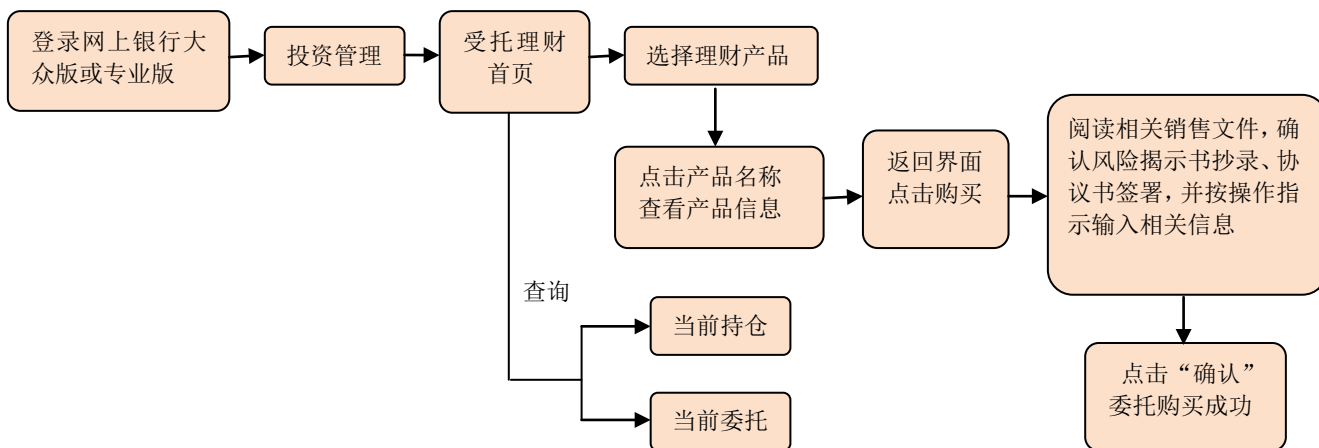 登录网上银行大
众版或专业版
投资管理
受托理财
首页
选择理财产品
点击产品名称
查看产品信息
返回界面
点击购买
阅读相关销售文件,确
认风险揭示书抄录、协
议书签署,并按操作指
示输入相关信息
查询
当前持仓
当前委托
点击“确认”
委托购买成功